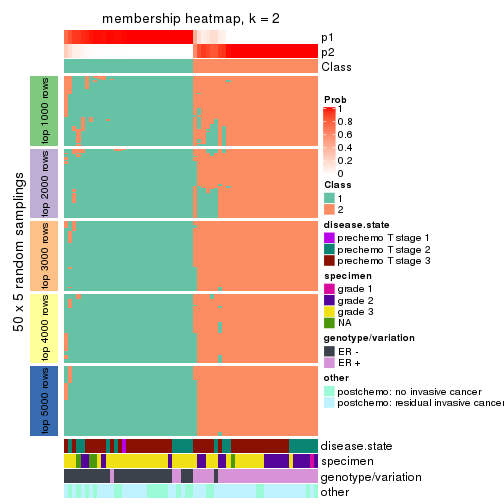 membership heatmap, k = 2
p1
p2
Class
50 x 5 random samplings
top 1000 rows
top 2000 rows
top 3000 rows
top 4000 rows
top 5000 rows
disease.state
specimen
genotype/variation
other
Prob
1
0.8
0.6
0.4
0.2
0
Class
1
2
disease.state
prechemo T stage 1
prechemo T stage 2
prechemo T stage 3
specimen
grade 1
grade 2
grade 3
NA
genotype/variation
ER -
ER +
other
postchemo: no invasive cancer
postchemo: residual invasive cancer